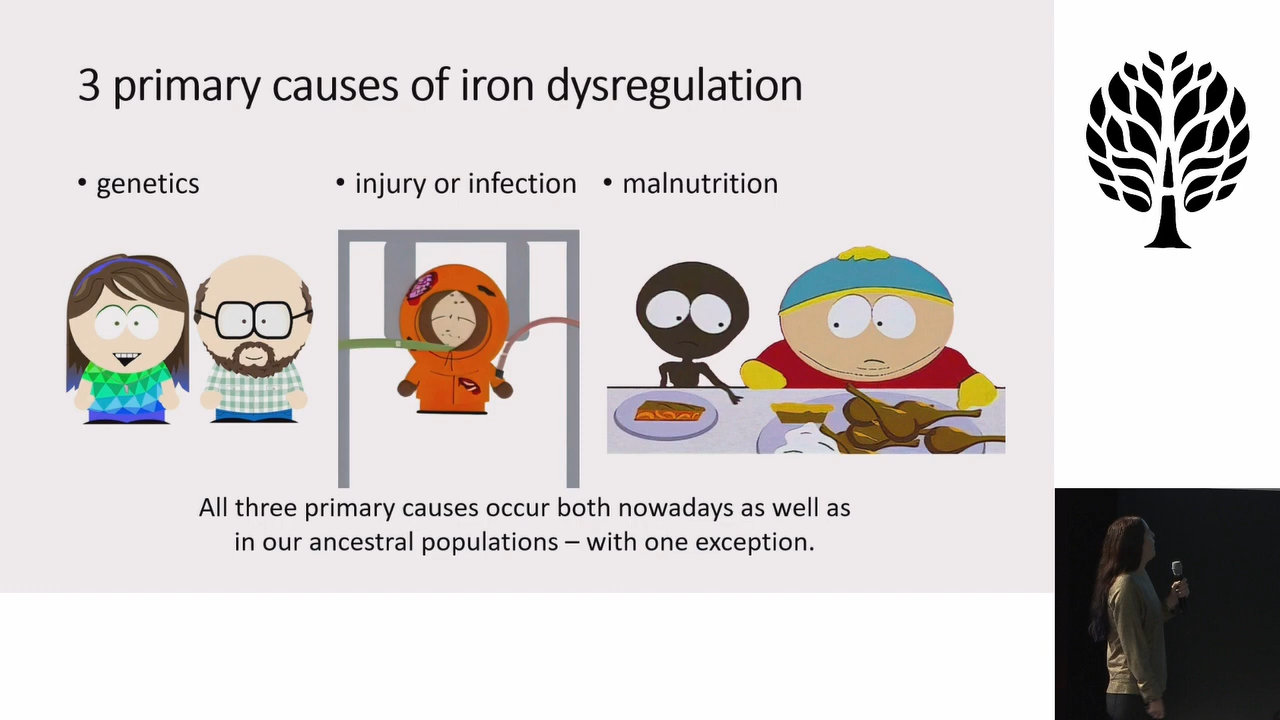 3 primary causes of iron dysregulation
• genetics
• injury or infection
• malnutrition
All three primary causes occur both nowadays as well as
in our ancestral populations – with one exception.